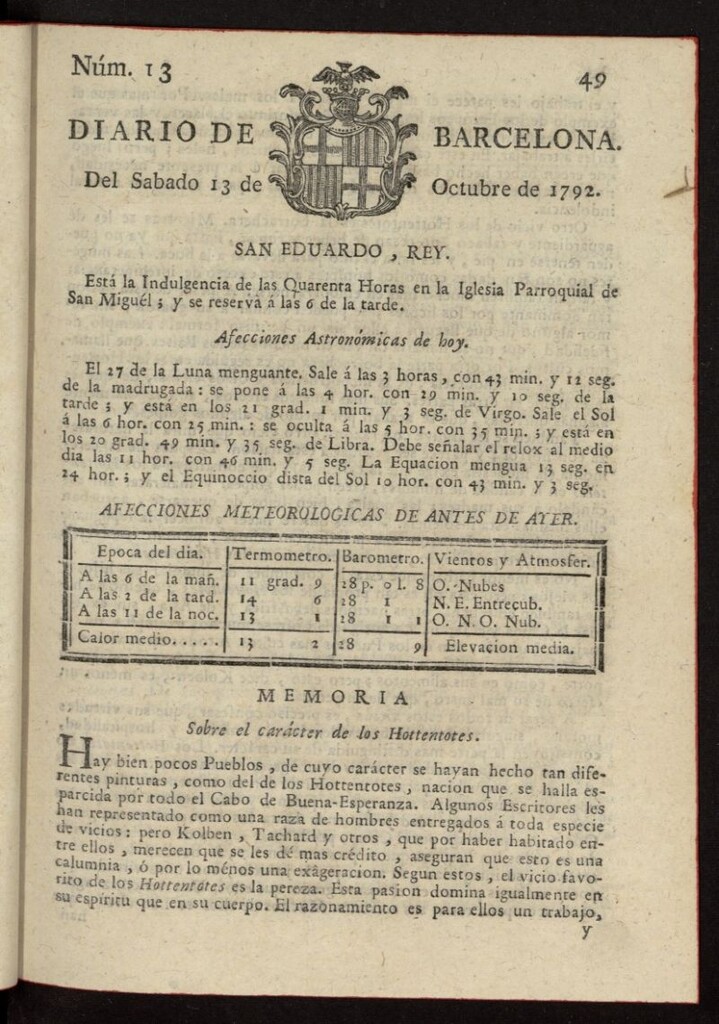 Núm. 13
49
DIARIO DE BARCELONA.
Del Sabado 13 de Octubre de 1792.
SAN EDUARDO, REY.
Está la Indulgencia de las Quarenta Horas en la Iglesia Parroquial de
San Miguél; y se reserva á las 6 de la tarde.
Afecciones Astronómicas de hoy.
El 27 de la Luna menguante. Sale á las 3 horas, con 43 min. y 12 seg.
de la madrugada: se pone á las 4 hor. con 29 min. y 10 seg. de la
tarde; y está en los 21 grad. 1 min. y 3 seg. de Virgo. Sale el Sol
á las 6 hor. con 25 min.: se oculta á las 5 hor. con 35 min.; y está en
los 20 grad. 49 min. y 35 seg. de Libra. Debe señalar el relox al medio
dia las 11 hor. con 46 min. y 5 seg. La Equacion mengua 13 seg. en
24 hor.; y el Equinoccio dista del Sol 10 hor. con 43 min. y 3 seg.
AFECCIONES METEOROLOGICAS DE ANTES DE AYER.
Epoca del dia. Termometro. Barometro. Vientos y Atmosfer.
A las 6 de la mañ. 11 grad. 9 28 p. 0 l. 8 O. Nubes
A las 2 de la tard. 14 6 28 1 N. E. Entrecub.
A las 11 de la noc. 13 1 28 1 1 O. N. O. Nub.
Calor medio..... 13 2 28 9 Elevacion media.
MEMORIA
Sobre el carácter de los Hottentotes.
Hay bien pocos Pueblos, de cuyo carácter se hayan hecho tan dife-
rentes pinturas, como del de los Hottentotes, nacion que se halla es-
parcida por todo el Cabo de Buena-Esperanza. Algunos Escritores les
han representado como una raza de hombres entregados á toda especie
de vicios: pero Kolben, Tachard y otros, que por haber habitado en-
tre ellos, merecen que se les dé mas crédito, aseguran que esto es una
calumnia, ó por lo ménos una exâgeracion. Segun estos, el vicio favo-
rito de los Hottentotes es la pereza. Esta pasion domina igualmente en
su espíritu que en su cuerpo. El razonamiento es para ellos un trabajo,
y